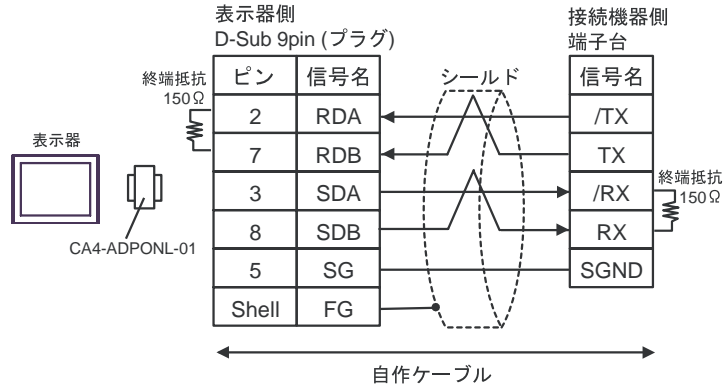 表示器側
D-Sub 9pin (プラグ)
接続機器側
端子台
終端抵抗
150Ω
ピン 信号名
シールド
信号名
2 RDA
/TX
7 RDB
TX
表示器
3 SDA
/RX
終端抵抗
150Ω
8 SDB
RX
CA4-ADPONL-01
5 SG
SGND
Shell FG
自作ケーブル